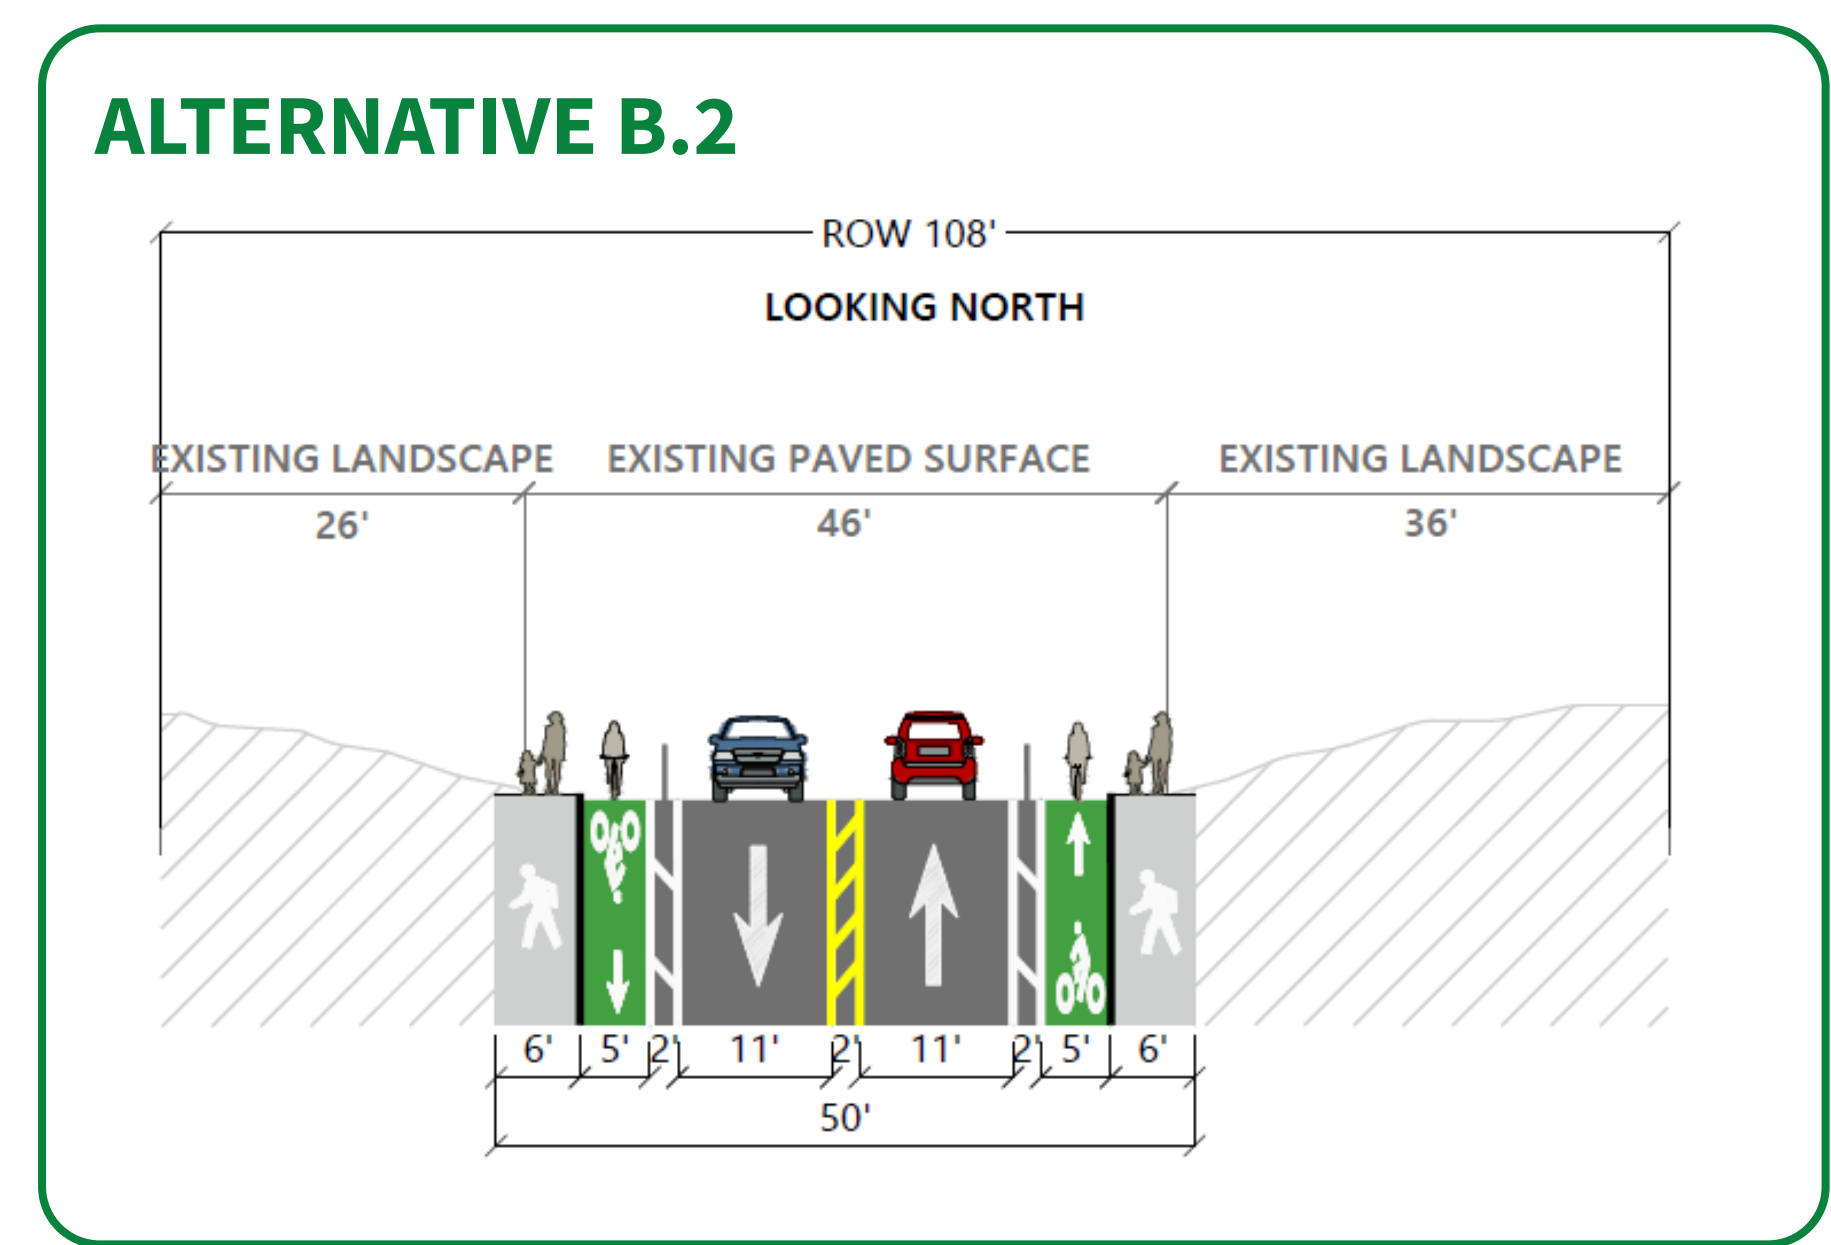 ALTERNATIVE B.2
ROW 108'
LOOKING NORTH
EXISTING LANDSCAPE EXISTING PAVED SURFACE EXISTING LANDSCAPE
26' 46' 36'
6' 5' 2' 11' 2' 11' 2' 5' 6'
50'